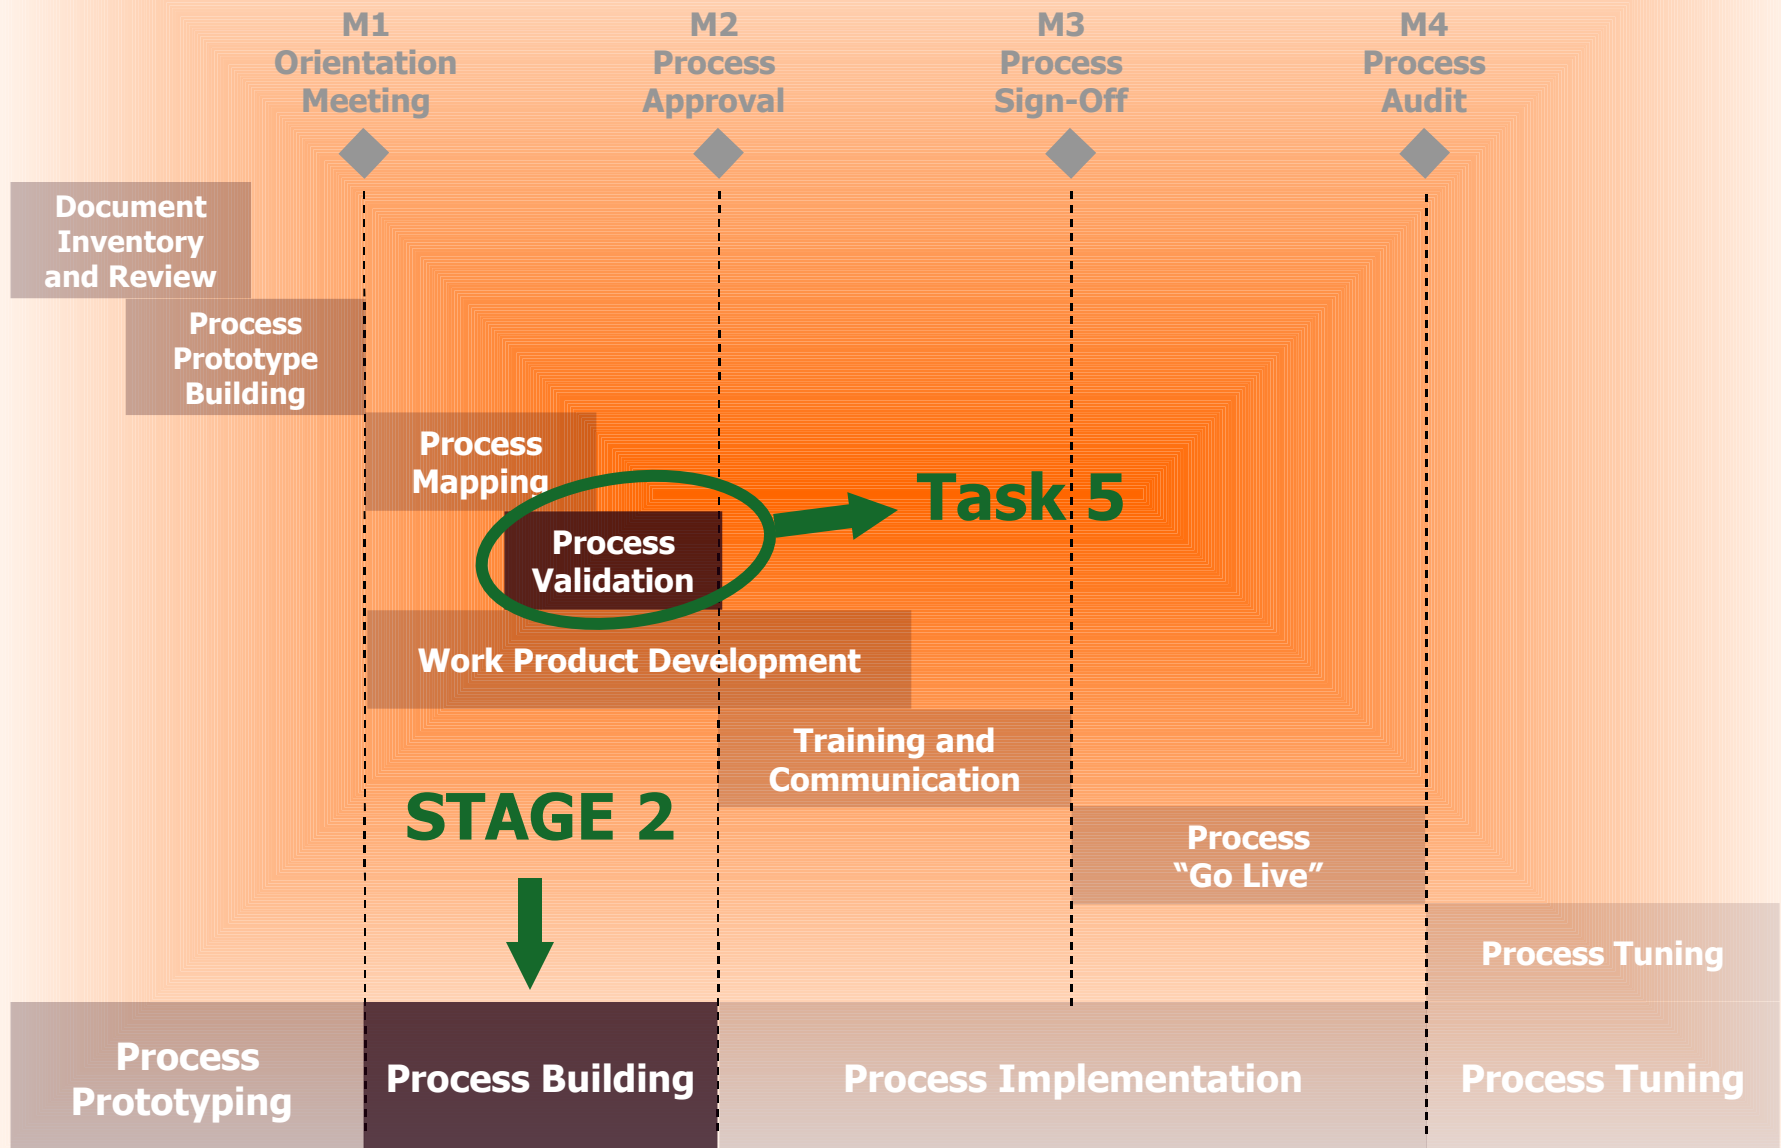 M1
Orientation
Meeting
M2
Process
Approval
M3
Process
Sign-Off
M4
Process
Audit
Document
Inventory
and Review
Process
Prototype
Building
Process
Mapping
Task 5
Process
Validation
Work Product Development
Training and
Communication
STAGE 2
Process
“Go Live”
Process Tuning
Process
Prototyping
Process Building
Process Implementation
Process Tuning